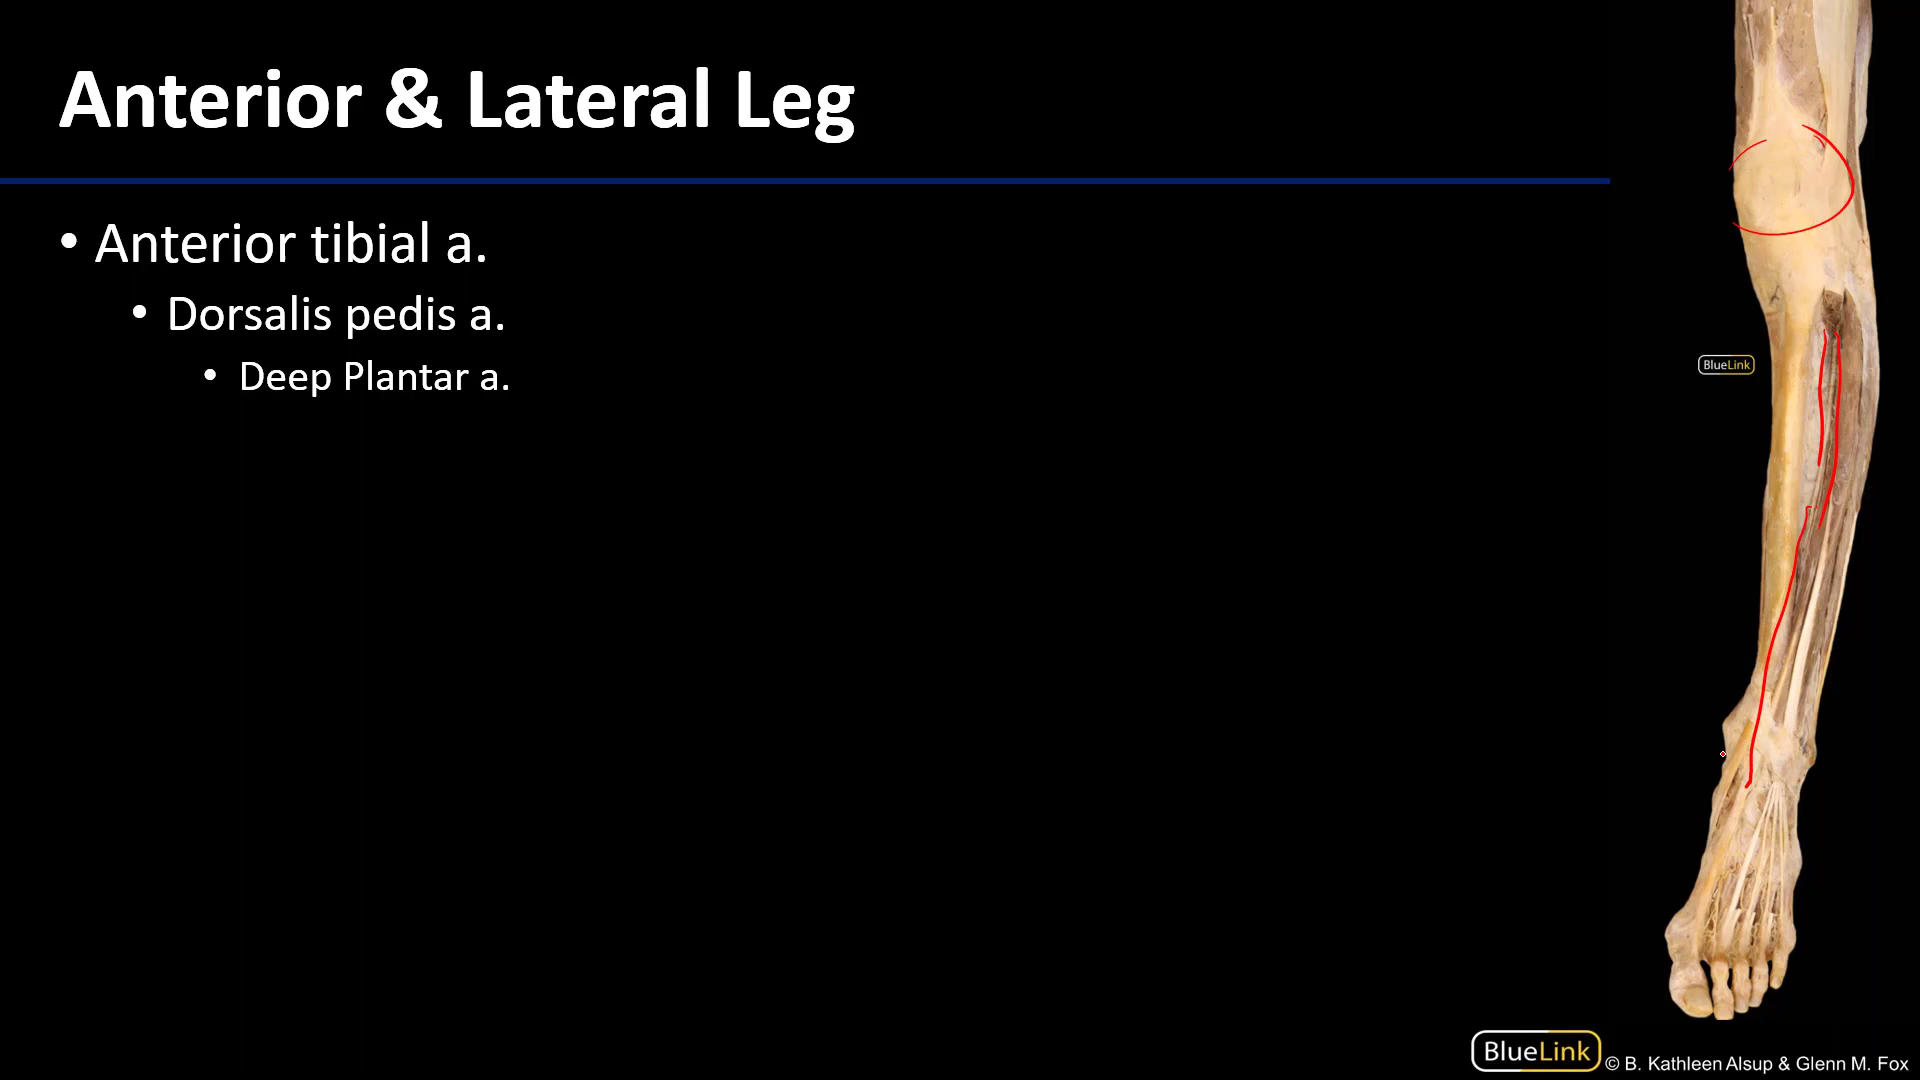 Anterior & Lateral Leg
• Anterior tibial a.
• Dorsalis pedis a.
• Deep Plantar a.
BlueLink
BlueLink
© B. Kathleen Alsup & Glenn M. Fox